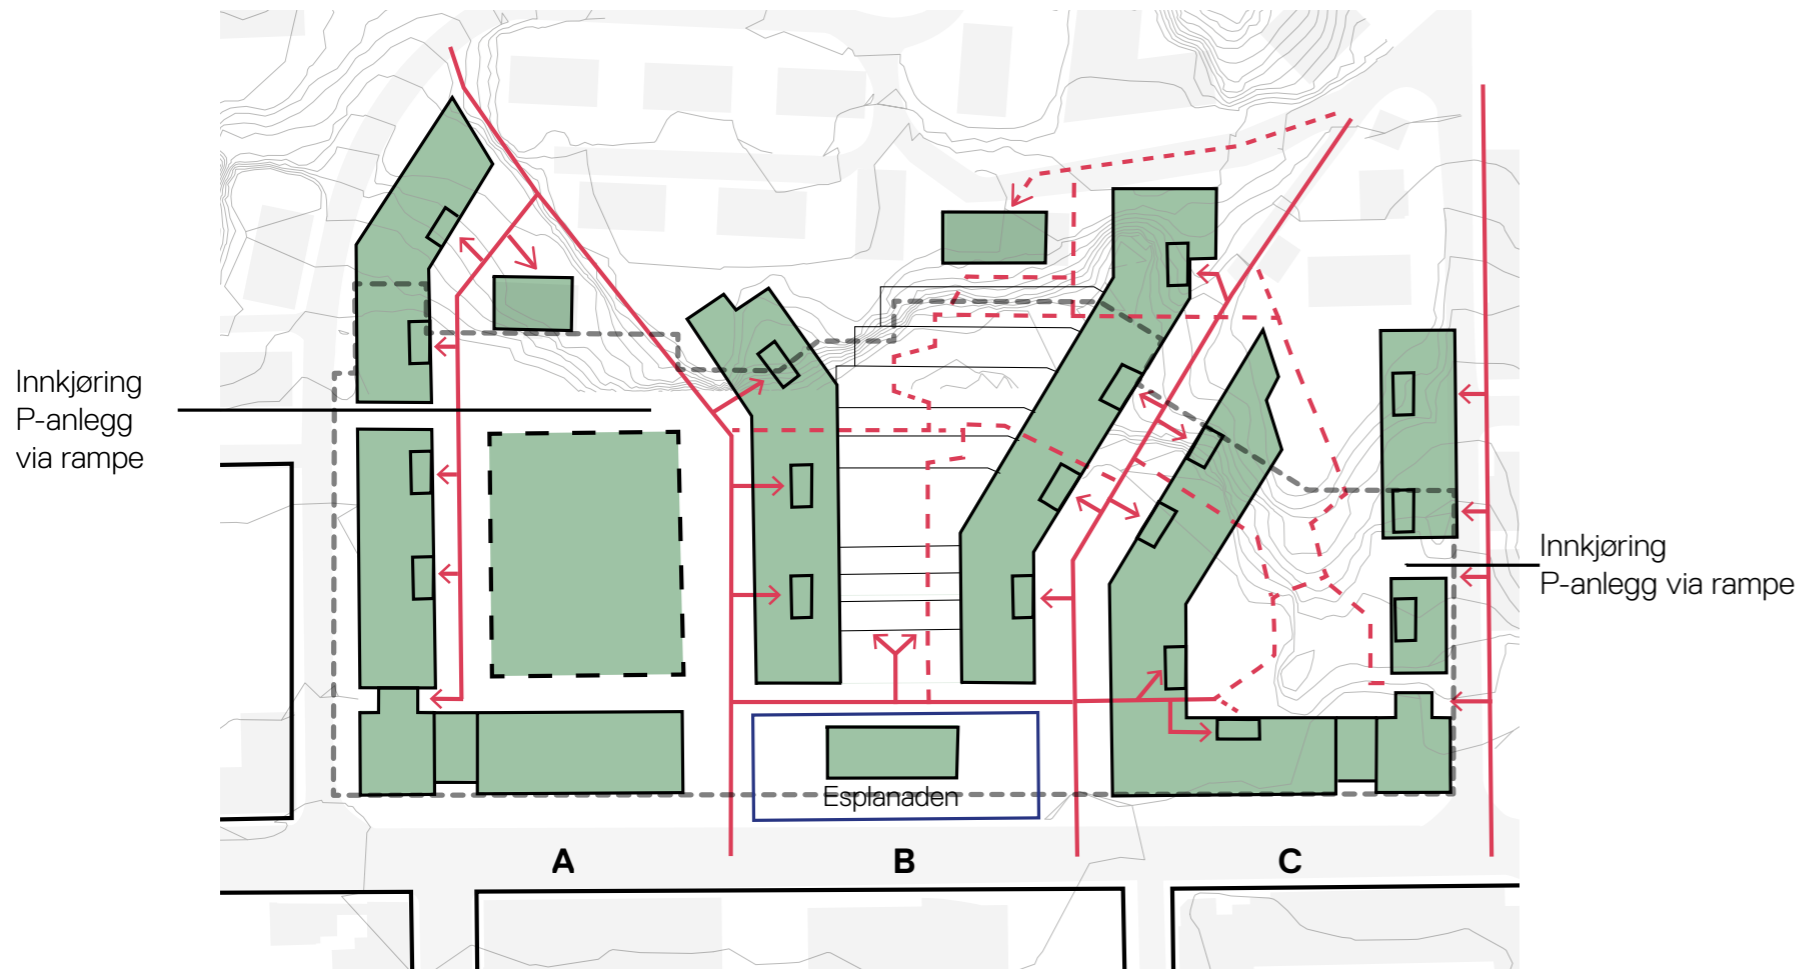 Innkjøring
P-anlegg
via rampe
Innkjøring
P-anlegg via rampe
Esplanaden
A
B
C